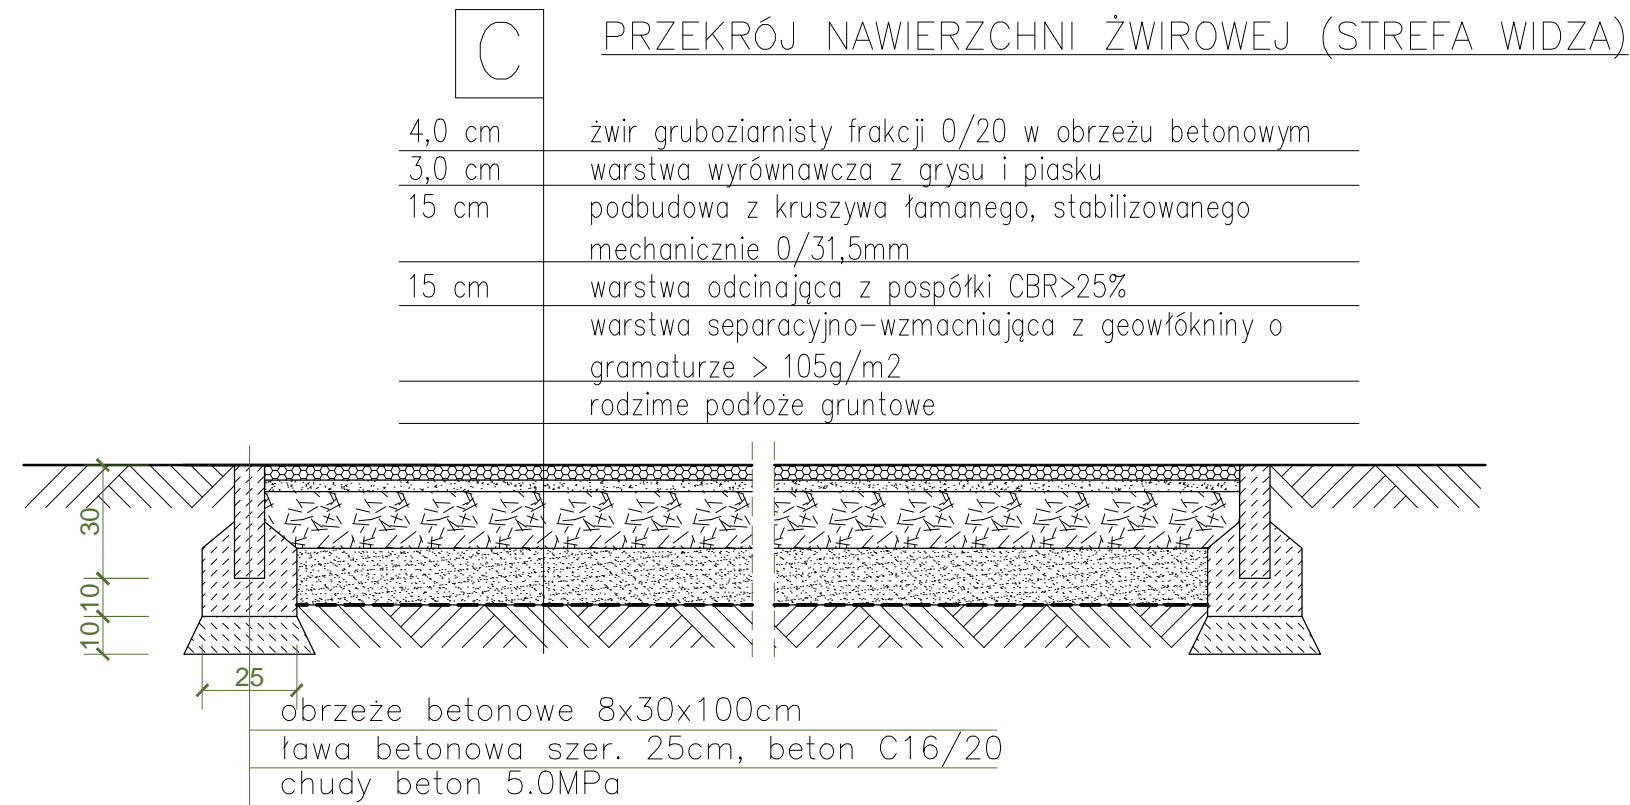 C
PRZEKRÓJ NAWIERZCHNI ŻWIROWEJ (STREFA WIDZA)
4,0 cm żwir gruboziarnisty frakcji 0/20 w obrzeżu betonowym
3,0 cm warstwa wyrównawcza z grysu i piasku
15 cm podbudowa z kruszywa łamanego, stabilizowanego
mechanicznie 0/31,5mm
15 cm warstwa odcinająca z pospółki CBR>25%
warstwa separacyjno-wzmacniająca z geowłókniny o
gramaturze > 105g/m2
rodzime podłoże gruntowe
30
10
10
25
obrzeże betonowe 8x30x100cm
ława betonowa szer. 25cm, beton C16/20
chudy beton 5.0MPa